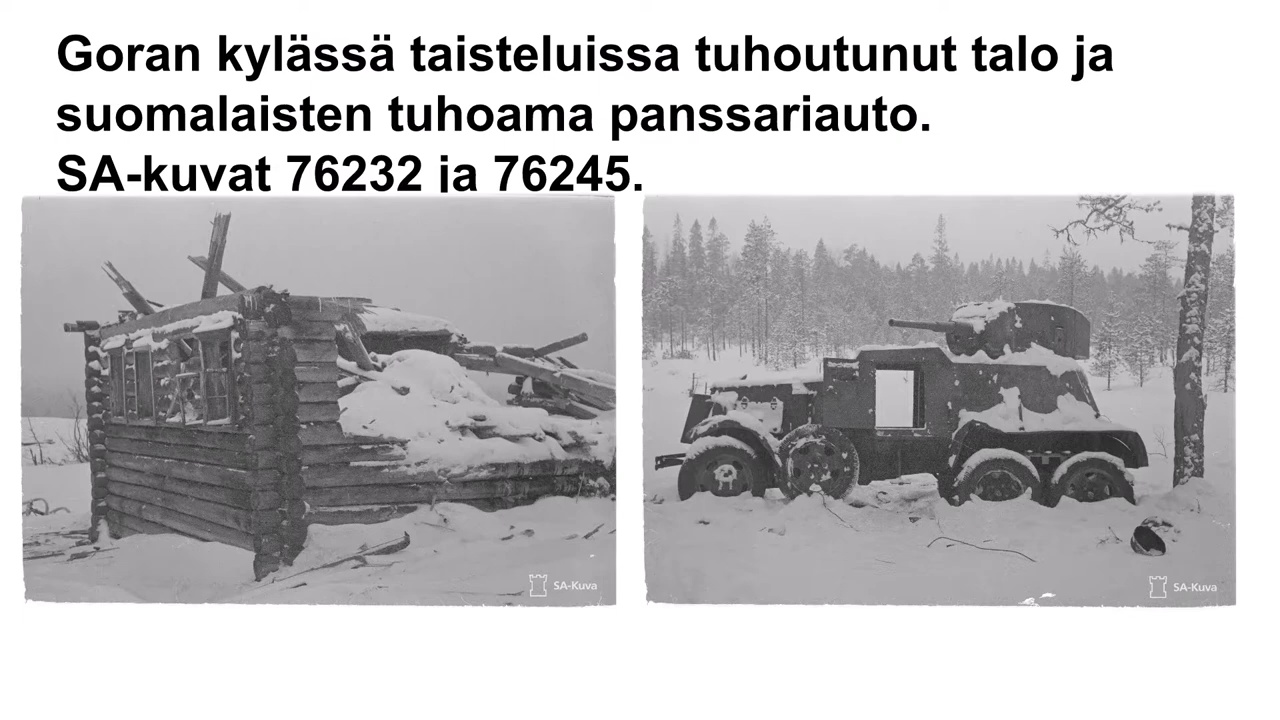 Goran kylässä taisteluissa tuhoutunut talo ja
suomalaisten tuhoama panssariauto.
SA-kuvat 76232 ja 76245.
SA-Kuva
SA-Kuva